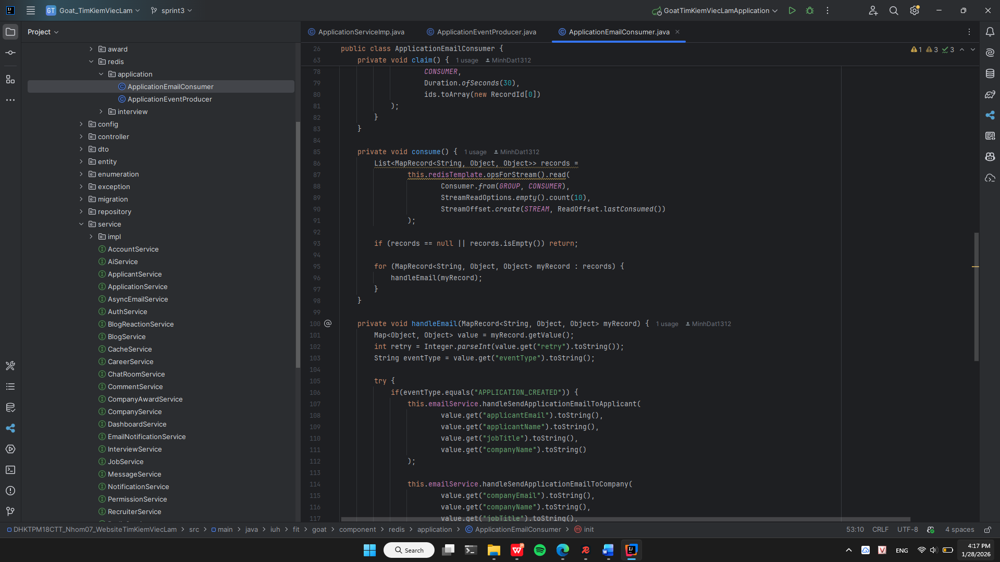 GT Goat_TimKiemViecLam
sprint3
GoatTimKiemViecLamApplication
Project
award
redis
application
ApplicationEmailConsumer
ApplicationEventProducer
interview
config
controller
dto
entity
enumeration
exception
migration
repository
service
impl
AccountService
AiService
ApplicantService
ApplicationService
AsyncEmailService
AuthService
BlogReactionService
BlogService
CacheService
CareerService
ChatRoomService
CommentService
CompanyAwardService
CompanyService
DashboardService
EmailNotificationService
InterviewService
JobService
MessageService
NotificationService
PermissionService
RecruiterService
ApplicationServiceImp.java
ApplicationEventProducer.java
ApplicationEmailConsumer.java
1 3 3
26 public class ApplicationEmailConsumer {
63 private void claim() { 1 usage MinhDat1312
78 CONSUMER,
79 Duration.ofSeconds(30),
80 ids.toArray(new RecordId[0])
81 );
82 }
83 }
84
85 private void consume() { 1 usage MinhDat1312
86 List<MapRecord<String, Object, Object>> records =
87 this.redisTemplate.opsForStream().read(
88 Consumer.from(GROUP, CONSUMER),
89 StreamReadOptions.empty().count(10),
90 StreamOffset.create(STREAM, ReadOffset.lastConsumed())
91 );
92
93 if (records == null || records.isEmpty()) return;
94
95 for (MapRecord<String, Object, Object> myRecord : records) {
96 handleEmail(myRecord);
97 }
98 }
99
100 private void handleEmail(MapRecord<String, Object, Object> myRecord) { 1 usage MinhDat1312
101 Map<Object, Object> value = myRecord.getValue();
102 int retry = Integer.parseInt(value.get("retry").toString());
103 String eventType = value.get("eventType").toString();
104
105 try {
106 if(eventType.equals("APPLICATION_CREATED")) {
107 this.emailService.handleSendApplicationEmailToApplicant(
108 value.get("applicantEmail").toString(),
109 value.get("applicantName").toString(),
110 value.get("jobTitle").toString(),
111 value.get("companyName").toString()
112 );
113
114 this.emailService.handleSendApplicationEmailToCompany(
115 value.get("companyEmail").toString(),
116 value.get("companyName").toString(),
117 value.get("jobTitle").toString(),
DHKTPM18CTT_Nhom07_WebsiteTimKiemViecLam > src > main > java > iuh > fit > goat > component > redis > application > ApplicationEmailConsumer > init
53:10 CRLF UTF-8 4 spaces
Search
ENG
4:17 PM
1/28/2026